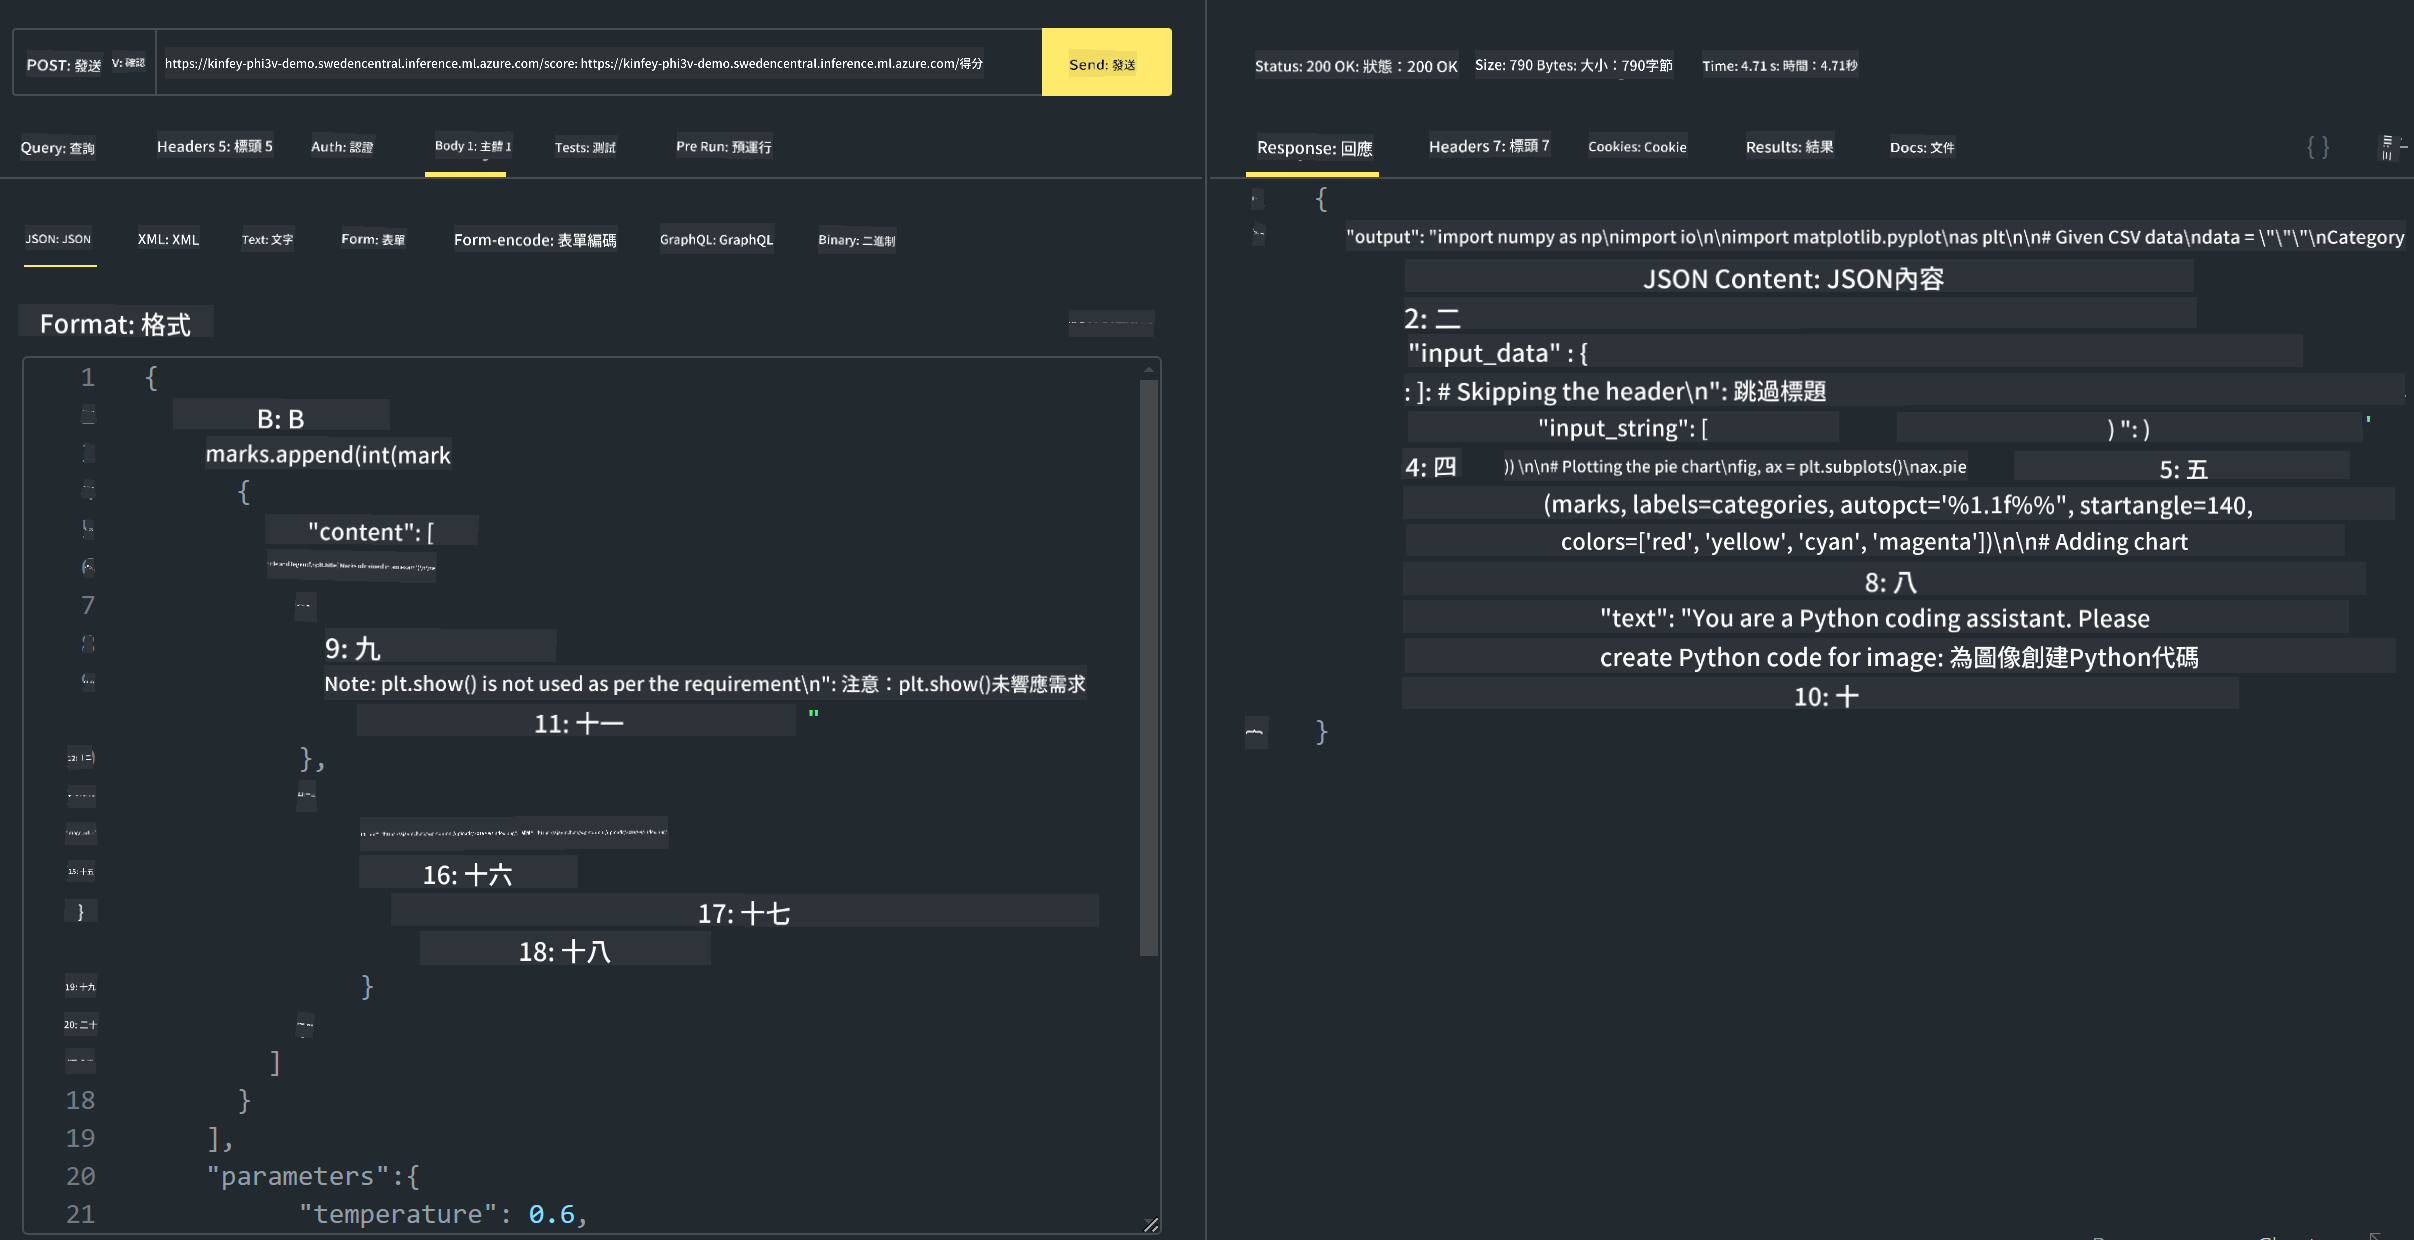 POST: 發送 V: 確認 https://kinfey-phi3v-demo.swedencentral.inference.ml.azure.com/score: https://kinfey-phi3v-demo.swedencentral.inference.ml.azure.com/得分 Send: 發送
Query: 查詢 Headers 5: 標頭 5 Auth: 認證 Body 1: 主體 1 Tests: 測試 Pre Run: 預運行
JSON: JSON XML: XML Text: 文字 Form: 表單 Form-encode: 表單編碼 GraphQL: GraphQL Binary: 二進制
Format: 格式
1 {
B: B
marks.append(int(mark
{
"content": [
7
9: 九
Note: plt.show() is not used as per the requirement\n": 注意：plt.show()未響應需求
11: 十一 "
},
15: 十五
16: 十六
} 17: 十七
18: 十八
19: 十九 }
20: 二十
]
18 }
19 ],
20 "parameters":{
21 "temperature": 0.6,
Status: 200 OK: 狀態：200 OK Size: 790 Bytes: 大小：790字節 Time: 4.71 s: 時間：4.71秒
Response: 回應 Headers 7: 標頭 7 Cookies: Cookie Results: 結果 Docs: 文件 { }
{
"output": "import numpy as np\nimport io\n\nimport matplotlib.pyplot\nas plt\n\n# Given CSV data\ndata = \"\"\"\nCategory
JSON Content: JSON內容
2: 二
"input_data" : {
: ]: # Skipping the header\n": 跳過標題
"input_string": [ ) ": ) '
4: 四 )) \n\n# Plotting the pie chart\nfig, ax = plt.subplots()\nax.pie 5: 五
(marks, labels=categories, autopct='%1.1f%%", startangle=140,
colors=['red', 'yellow', 'cyan', 'magenta'])\n\n# Adding chart
8: 八
"text": "You are a Python coding assistant. Please
create Python code for image: 為圖像創建Python代碼
10: 十
}